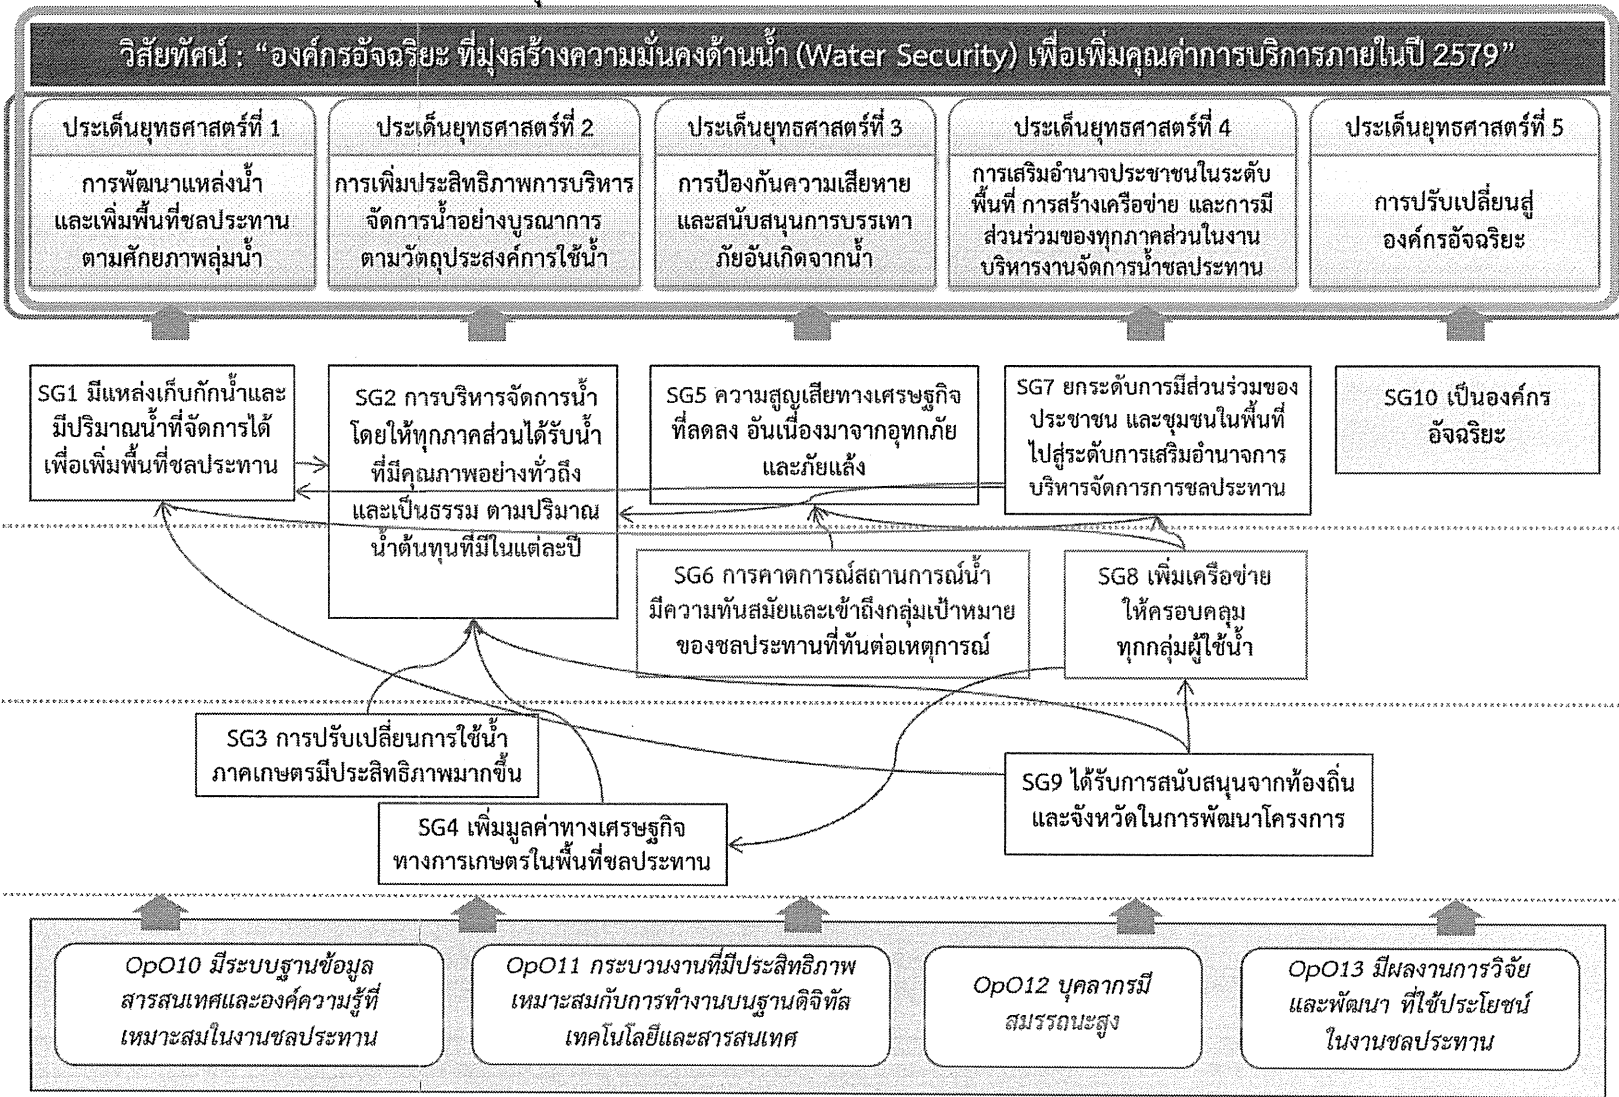 วิสัยทัศน์ : “องค์กรอัจฉริยะ ที่มุ่งสร้างความมั่นคงด้านน้ำ (Water Security) เพื่อเพิ่มคุณค่าการบริการภายในปี 2579”
ประเด็นยุทธศาสตร์ที่ 1
การพัฒนาแหล่งน้ำ
และเพิ่มพื้นที่ชลประทาน
ตามศักยภาพลุ่มน้ำ
ประเด็นยุทธศาสตร์ที่ 2
การเพิ่มประสิทธิภาพการบริหาร
จัดการน้ำอย่างบูรณาการ
ตามวัตถุประสงค์การใช้น้ำ
ประเด็นยุทธศาสตร์ที่ 3
การป้องกันความเสียหาย
และสนับสนุนการบรรเทา
ภัยอันเกิดจากน้ำ
ประเด็นยุทธศาสตร์ที่ 4
การเสริมอำนาจประชาชนในระดับ
พื้นที่ การสร้างเครือข่าย และการมี
ส่วนร่วมของทุกภาคส่วนในงาน
บริหารงานจัดการน้ำชลประทาน
ประเด็นยุทธศาสตร์ที่ 5
การปรับเปลี่ยนสู่
องค์กรอัจฉริยะ
SG1 มีแหล่งเก็บกักน้ำและ
มีปริมาณน้ำที่จัดการได้
เพื่อเพิ่มพื้นที่ชลประทาน
SG2 การบริหารจัดการน้ำ
โดยให้ทุกภาคส่วนได้รับน้ำ
ที่มีคุณภาพอย่างทั่วถึง
และเป็นธรรม ตามปริมาณ
น้ำต้นทุนที่มีในแต่ละปี
SG5 ความสูญเสียทางเศรษฐกิจ
ที่ลดลง อันเนื่องมาจากอุทกภัย
และภัยแล้ง
SG7 ยกระดับการมีส่วนร่วมของ
ประชาชน และชุมชนในพื้นที่
ไปสู่ระดับการเสริมอำนาจการ
บริหารจัดการการชลประทาน
SG10 เป็นองค์กร
อัจฉริยะ
SG6 การคาดการณ์สถานการณ์น้ำ
มีความทันสมัยและเข้าถึงกลุ่มเป้าหมาย
ของชลประทานที่ทันต่อเหตุการณ์
SG8 เพิ่มเครือข่าย
ให้ครอบคลุม
ทุกกลุ่มผู้ใช้น้ำ
SG3 การปรับเปลี่ยนการใช้น้ำ
ภาคเกษตรมีประสิทธิภาพมากขึ้น
SG9 ได้รับการสนับสนุนจากท้องถิ่น
และจังหวัดในการพัฒนาโครงการ
SG4 เพิ่มมูลค่าทางเศรษฐกิจ
ทางการเกษตรในพื้นที่ชลประทาน
OpO10 มีระบบฐานข้อมูล
สารสนเทศและองค์ความรู้ที่
เหมาะสมในงานชลประทาน
OpO11 กระบวนงานที่มีประสิทธิภาพ
เหมาะสมกับการทำงานบนฐานดิจิทัล
เทคโนโลยีและสารสนเทศ
OpO12 บุคลากรมี
สมรรถนะสูง
OpO13 มีผลงานการวิจัย
และพัฒนา ที่ใช้ประโยชน์
ในงานชลประทาน